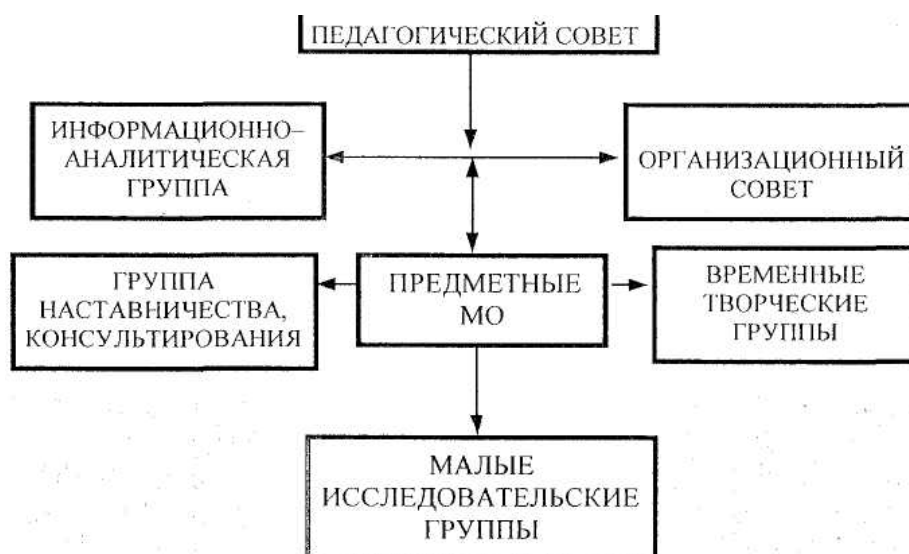 ПЕДАГОГИЧЕСКИЙ СОВЕТ
ИНФОРМАЦИОННО–
АНАЛИТИЧЕСКАЯ
ГРУППА
ОРГАНИЗАЦИОННЫЙ
СОВЕТ
ГРУППА
НАСТАВНИЧЕСТВА,
КОНСУЛЬТИРОВАНИЯ
ПРЕДМЕТНЫЕ
МО
ВРЕМЕННЫЕ
ТВОРЧЕСКИЕ
ГРУППЫ
МАЛЫЕ
ИССЛЕДОВАТЕЛЬСКИЕ
ГРУППЫ